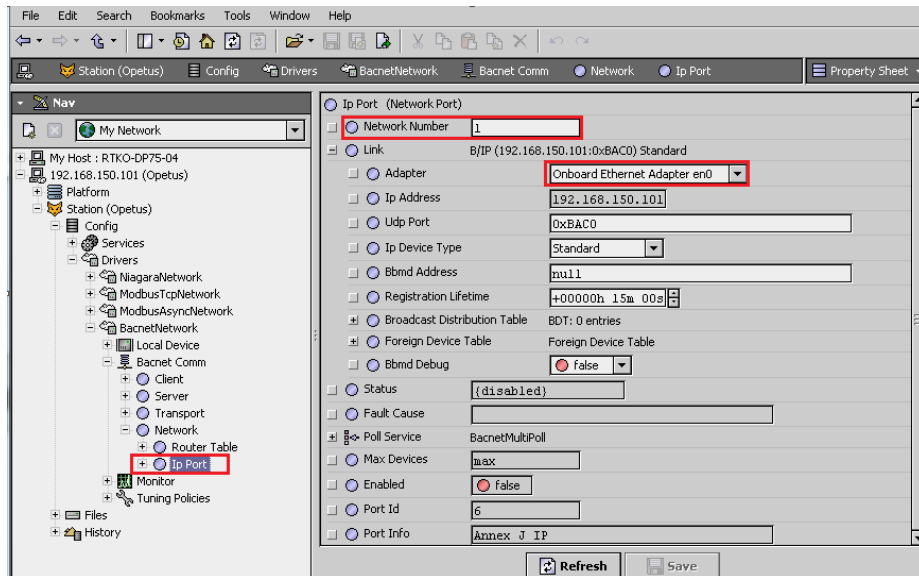 File Edit Search Bookmarks Tools Window Help
Station (Opetus) Config Drivers BacnetNetwork Bacnet Comm Network Ip Port Property Sheet
Nav
My Network
My Host : RTKO-DP75-04
192.168.150.101 (Opetus)
Platform
Station (Opetus)
Config
Services
Drivers
NiagaraNetwork
ModbusTcpNetwork
ModbusAsyncNetwork
BacnetNetwork
Local Device
Bacnet Comm
Client
Server
Transport
Network
Router Table
Ip Port
Monitor
Tuning Policies
Files
History
Ip Port (Network Port)
Network Number 1
Link B/IP (192.168.150.101:0xBAC0) Standard
Adapter Onboard Ethernet Adapter en0
Ip Address 192.168.150.101
Udp Port 0xBAC0
Ip Device Type Standard
Bbmd Address null
Registration Lifetime +00000h 15m 00s
Broadcast Distribution Table BDT: 0 entries
Foreign Device Table Foreign Device Table
Bbmd Debug false
Status {disabled}
Fault Cause
Poll Service BacnetMultiPoll
Max Devices max
Enabled false
Port Id 6
Port Info Annex J IP
Refresh Save